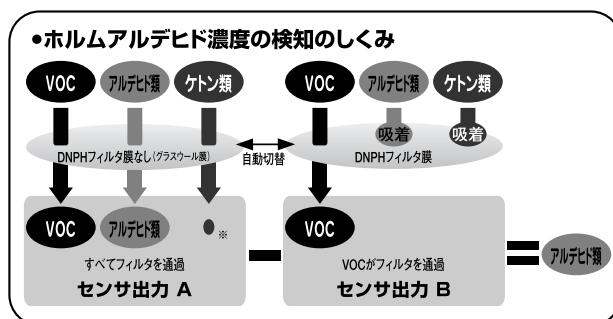 ●ホルムアルデヒド濃度の検知のしくみ
VOC アルデヒド類 ケトン類
DNPHフィルタ膜なし(グラスウール膜)
VOC アルデヒド類 ※
すべてフィルタを通過
センサ出力 A
自動切替
VOC アルデヒド類 ケトン類
吸着 吸着
DNPHフィルタ膜
VOC
VOCがフィルタを通過
センサ出力 B
アルデヒド類